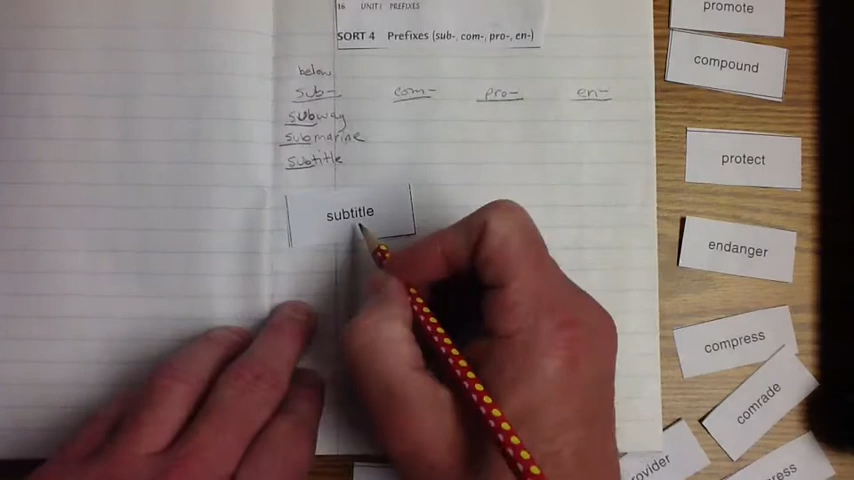 16 UNIT I PREFIXES
SORT 4 Prefixes (sub-, com-, pro-, en-)
below
sub- com- pro- en-
subway
submarine
subtitle
subtitle
promote
compound
protect
endanger
compress
comrade